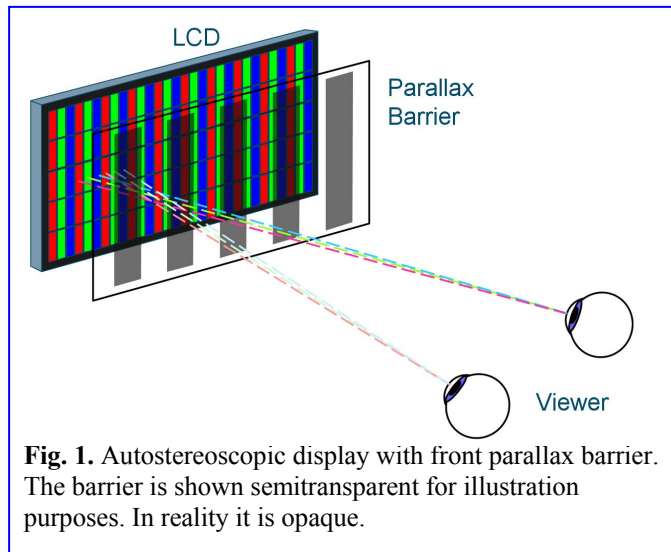 LCD
Parallax
Barrier
Viewer
Fig. 1. Autostereoscopic display with front parallax barrier.
The barrier is shown semitransparent for illustration
purposes. In reality it is opaque.